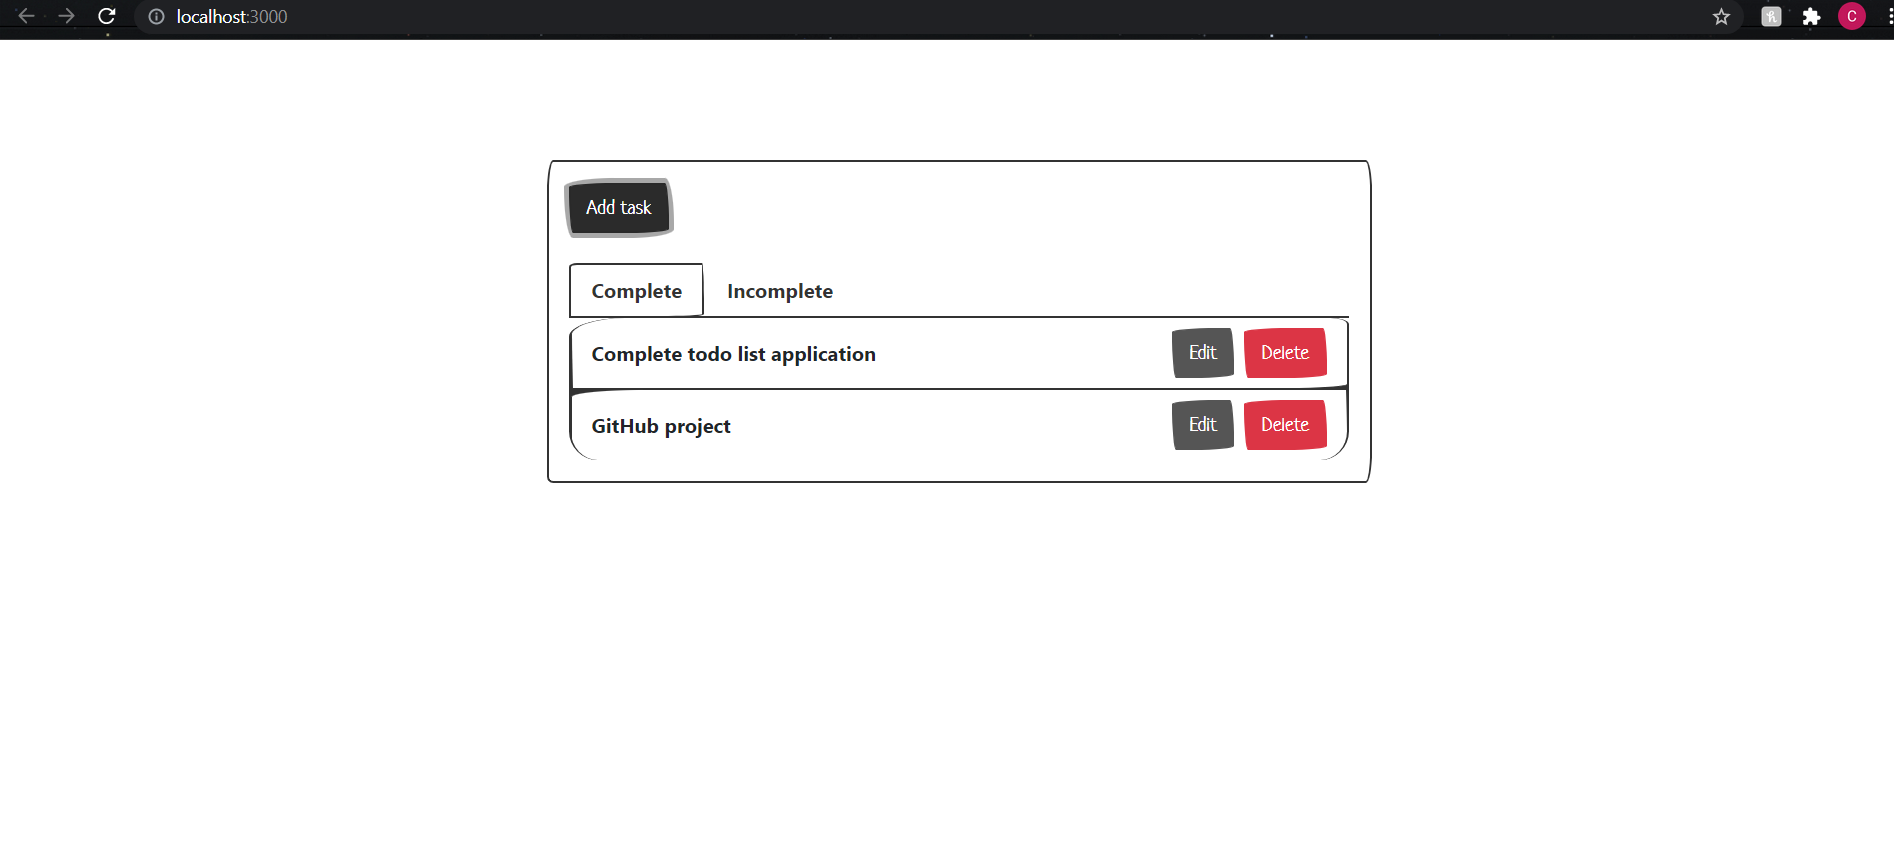 localhost:3000
C
Add task
Complete Incomplete
Complete todo list application Edit Delete
GitHub project Edit Delete